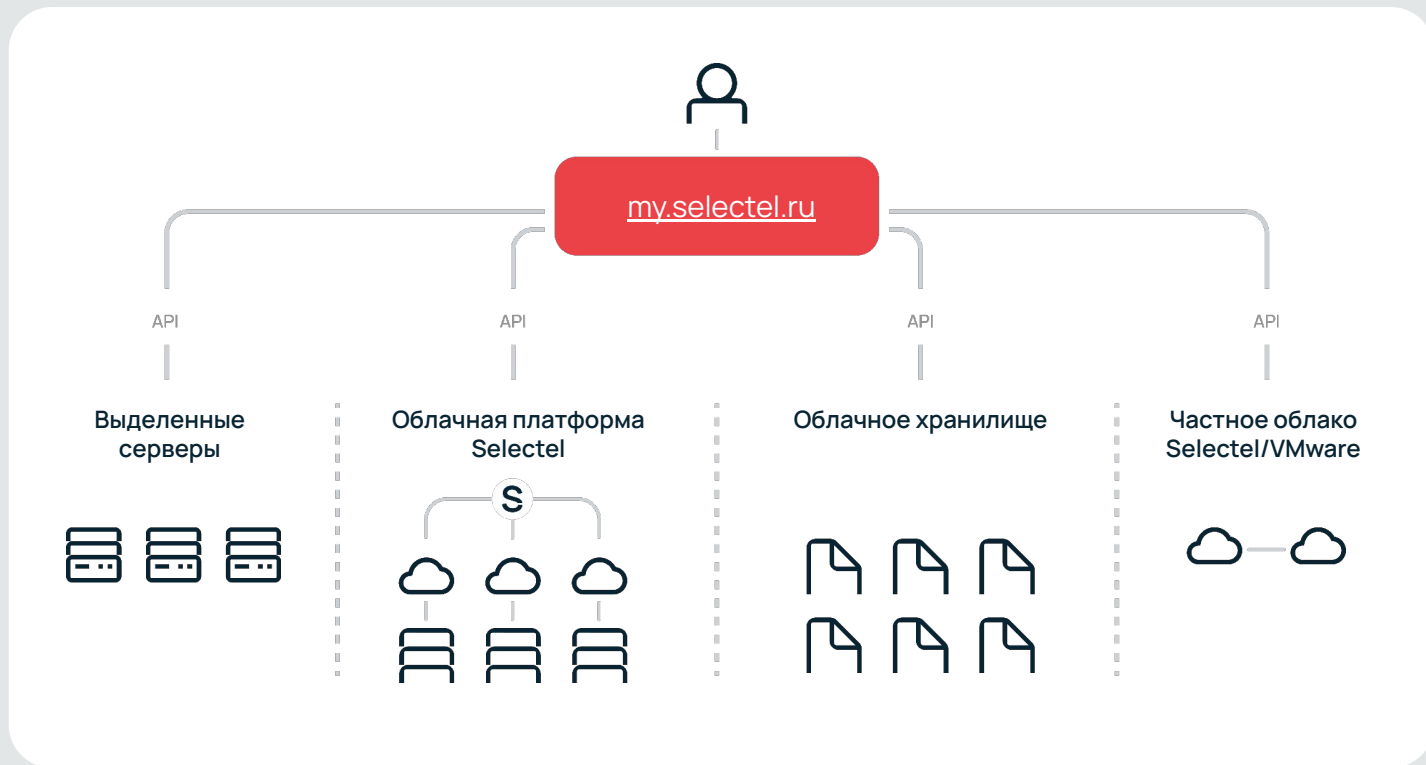 my.selectel.ru
API
API
API
API
Выделенные
серверы
Облачная платформа
Selectel
Облачное хранилище
Частное облако
Selectel/VMware
S